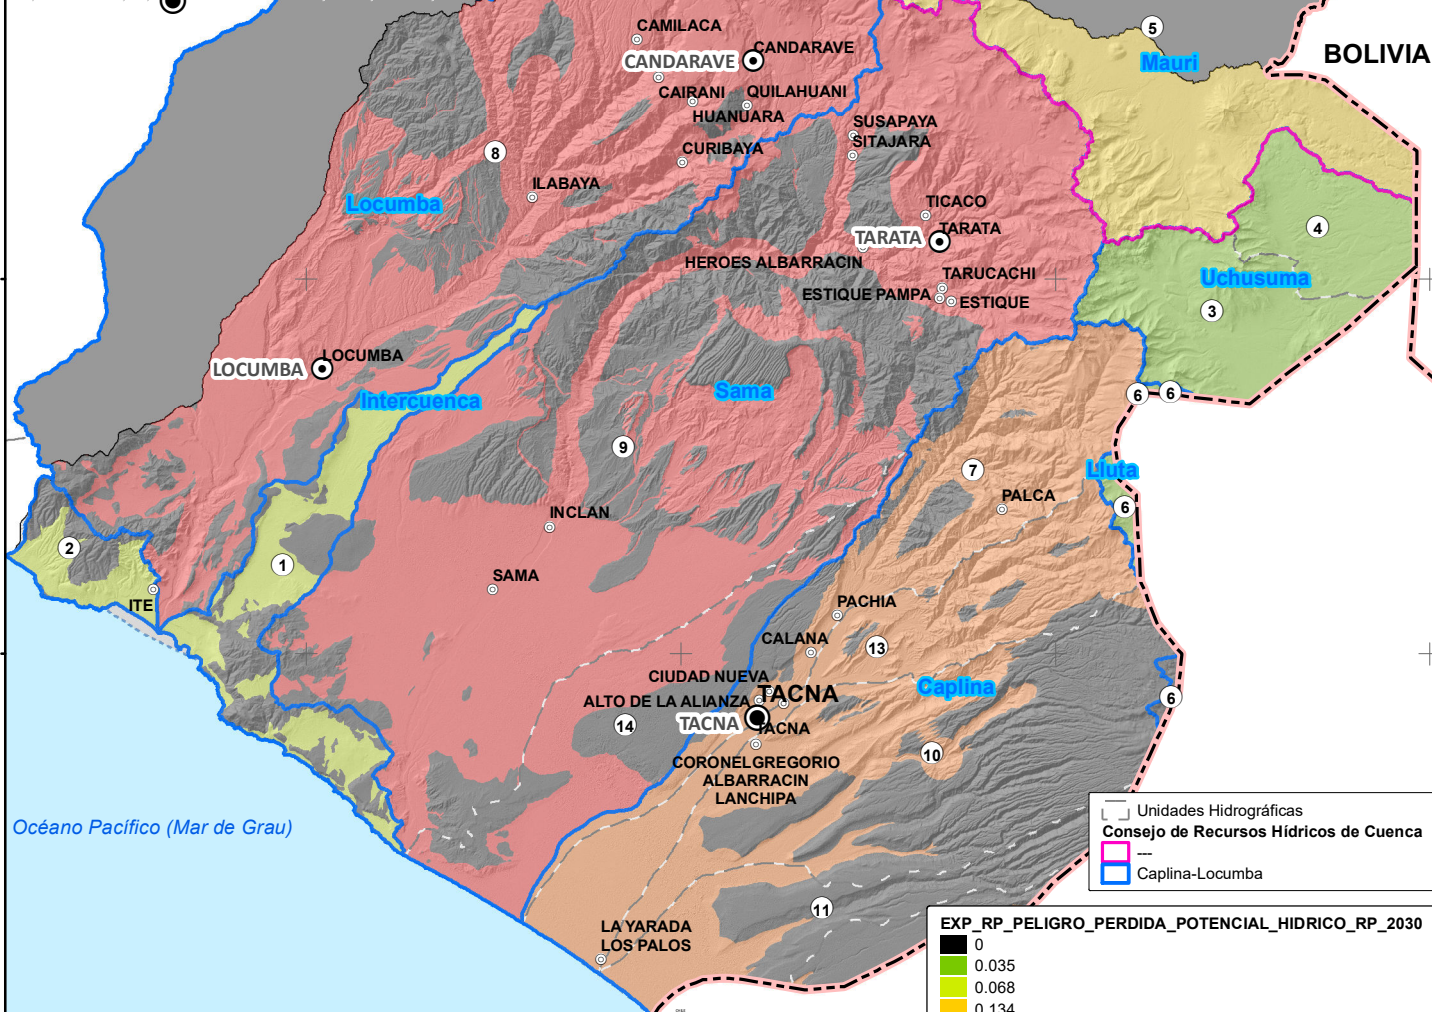 CAMILACA
CANDARAVE
CANDARAVE
CAIRANI
QUILAHUANI
HUANUARA
SUSAPAYA
SITAJARA
CURIBAYA
ILABAYA
TICACO
TARATA
TARATA
HEROES ALBARRACIN
TARUCACHI
ESTIQUE PAMPA
ESTIQUE
LOCUMBA
LOCUMBA
INCLAN
SAMA
ITE
PALCA
PACHIA
CALANA
CIUDAD NUEVA
ALTO DE LA ALIANZA
TACNA
TACNA
TACNA
CORONELGREGORIO
ALBARRACIN
LANCHIPA
LA YARADA
LOS PALOS
BOLIVIA
Mauri
Locumba
Uchusuma
Intercuenca
Sama
Lluta
Caplina
Océano Pacífico (Mar de Grau)
5
8
4
3
6
6
9
7
6
2
1
13
6
14
10
11
Unidades Hidrográficas
Consejo de Recursos Hídricos de Cuenca
---
Caplina-Locumba
EXP_RP_PELIGRO_PERDIDA_POTENCIAL_HIDRICO_RP_2030
0
0.035
0.068
0.134